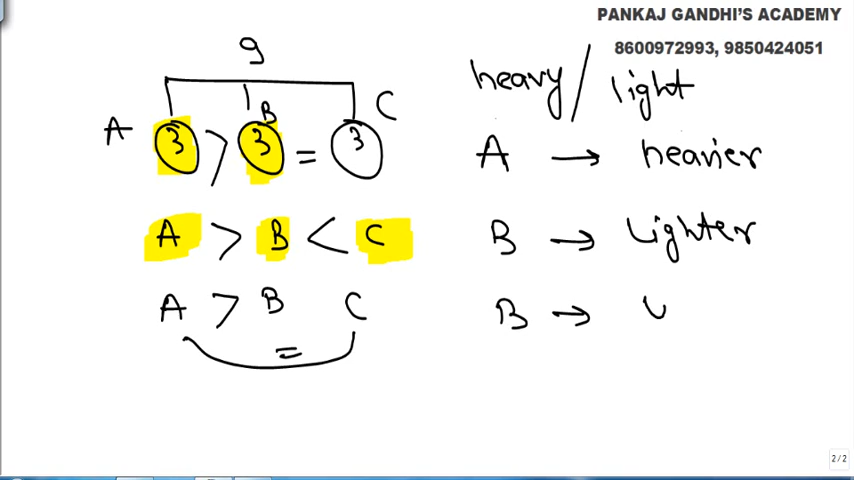 PANKAJ GANDHI'S ACADEMY
8600972993, 9850424051
9
heavy / light
A 3 > B 3 = C 3
A → heavier
A > B < C
B → Lighter
A > B C
B →
=
2/2